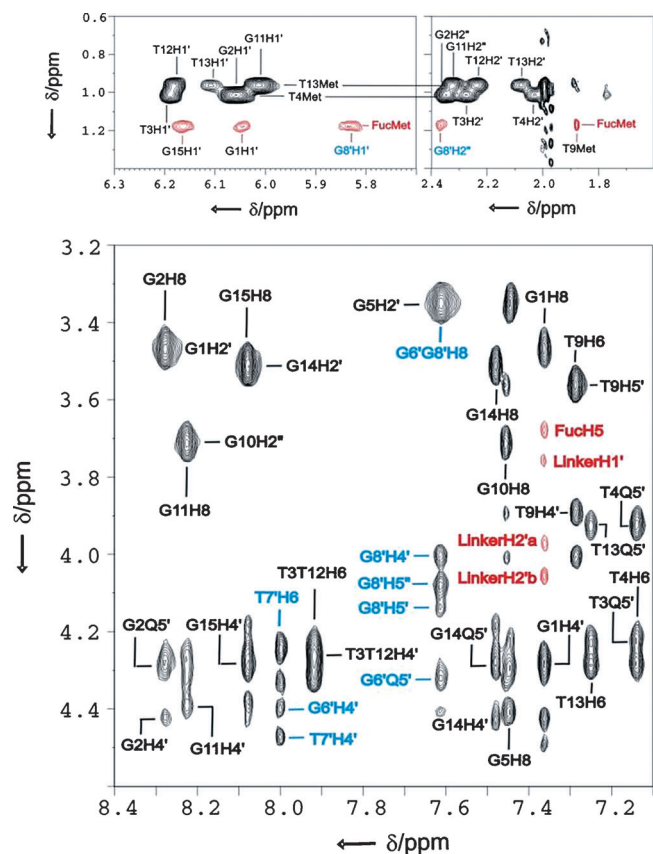 0.6
0.8
1.0
1.2
δ/ppm
T12H1'
T13H1'
G2H1'
G11H1'
T3H1'
G15H1'
G1H1'
G8'H1'
T13Met
T4Met
FucMet
G2H2"
G11H2"
T12H2'
T13H2'
T3H2'
T4H2'
G8'H2"
T9Met
FucMet
δ/ppm
6.3 6.2 6.1 6.0 5.9 5.8
2.4 2.2 2.0 1.8
δ/ppm
δ/ppm
3.2
3.4
3.6
3.8
4.0
4.2
4.4
δ/ppm
G2H8
G15H8
G5H2'
G1H8
G1H2'
G14H2'
G6'G8'H8
T9H6
T9H5'
G14H8
G10H2"
FucH5
LinkerH1'
G11H8
G10H8
T9H4'
T4Q5'
T13Q5'
LinkerH2'a
LinkerH2'b
G8'H4'
G8'H5"
G8'H5'
T7'H6
T3T12H6
T4H6
T3Q5'
G2Q5'
G15H4'
G14Q5'
G1H4'
T3T12H4'
G6'Q5'
G6'H4'
T7'H4'
G2H4'
G11H4'
G14H4'
G5H8
T13H6
8.4 8.2 8.0 7.8 7.6 7.4 7.2
δ/ppm